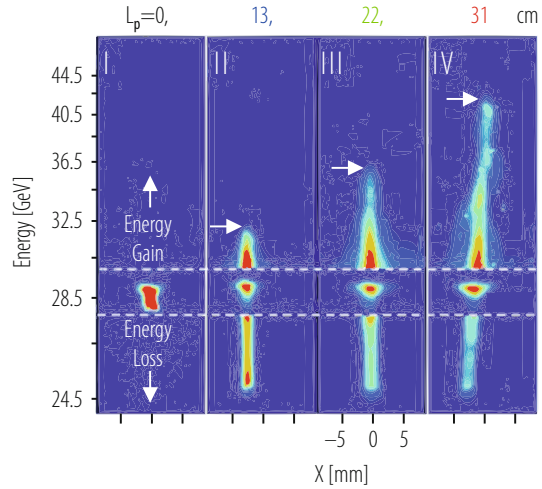 Lp=0, 13, 22, 31 cm
I II III IV
44.5
40.5
36.5
32.5
28.5
24.5
Energy [GeV]
Energy
Gain
Energy
Loss
−5 0 5
X [mm]